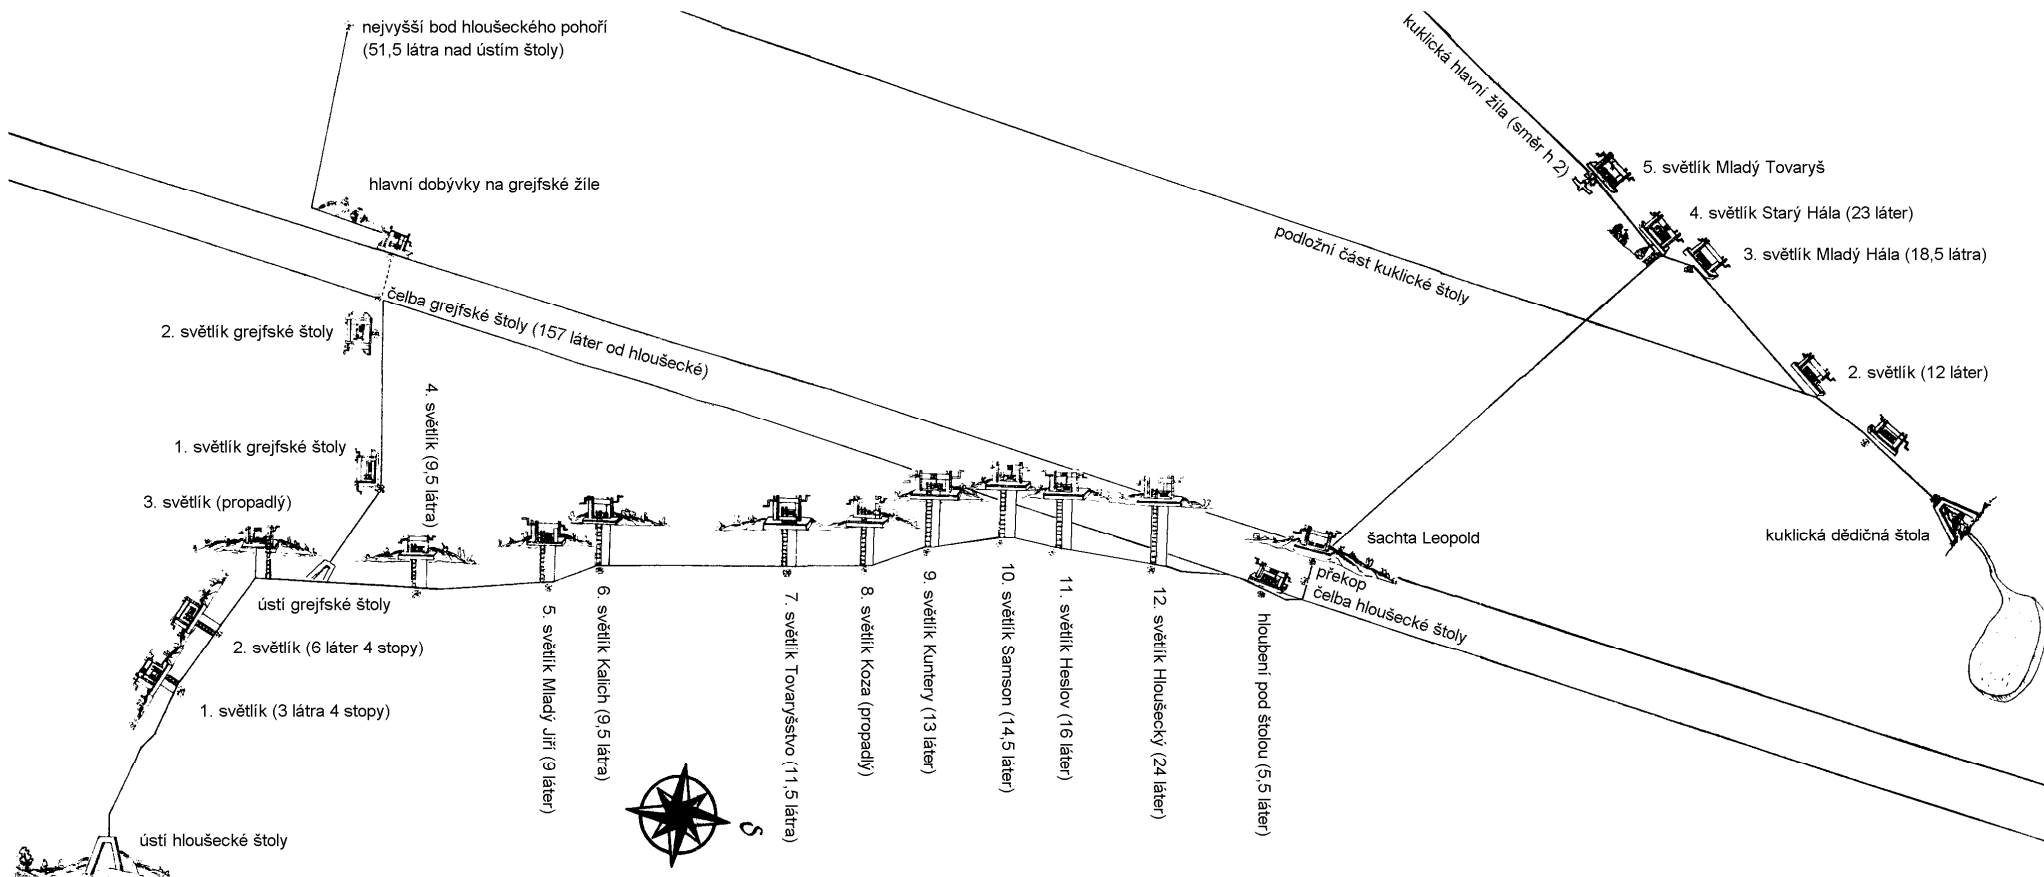 nejvyšší bod hloušeckého pohoří
(51,5 látra nad ústím štoly)
kuklická hlavní žíla (směr h 2)
5. světlík Mladý Tovaryš
hlavní dobývky na grejfské žíle
4. světlík Starý Hála (23 láter)
3. světlík Mladý Hála (18,5 látra)
podložní část kuklické štoly
čelba grejfské štoly (157 láter od hloušecké)
2. světlík grejfské štoly
2. světlík (12 láter)
1. světlík grejfské štoly
4. světlík (9,5 látra)
3. světlík (propadlý)
kuklická dědičná štola
šachta Leopold
překop
čelba hloušecké štoly
ústí grejfské štoly
2. světlík (6 láter 4 stopy)
1. světlík (3 látra 4 stopy)
5. světlík Mladý Jiří (9 láter)
6. světlík Kalich (9,5 látra)
7. světlík Tovaryšstvo (11,5 látra)
8. světlík Koza (propadlý)
9. světlík Kuntery (13 láter)
10. světlík Samson (14,5 láter)
11. světlík Heslov (16 láter)
12. světlík Hloušecký (24 láter)
hloubení pod štolou (5,5 láter)
S
ústí hloušecké štoly